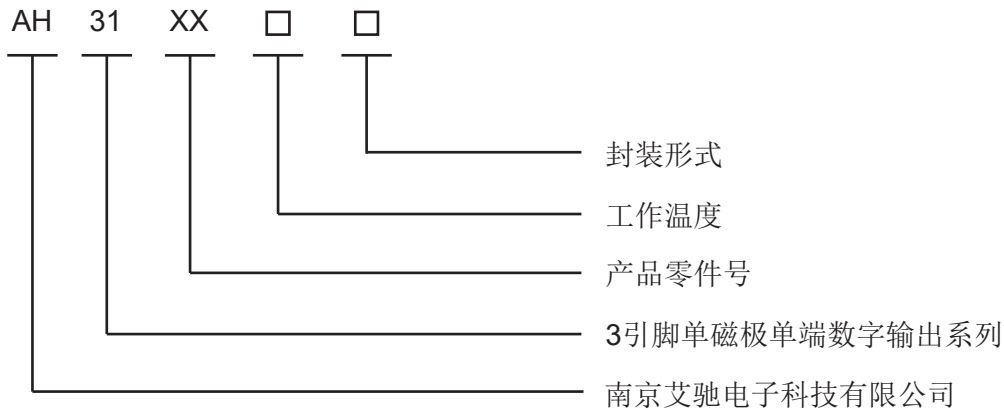 AH 31 XX □ □
封装形式
工作温度
产品零件号
3引脚单磁极单端数字输出系列
南京艾驰电子科技有限公司